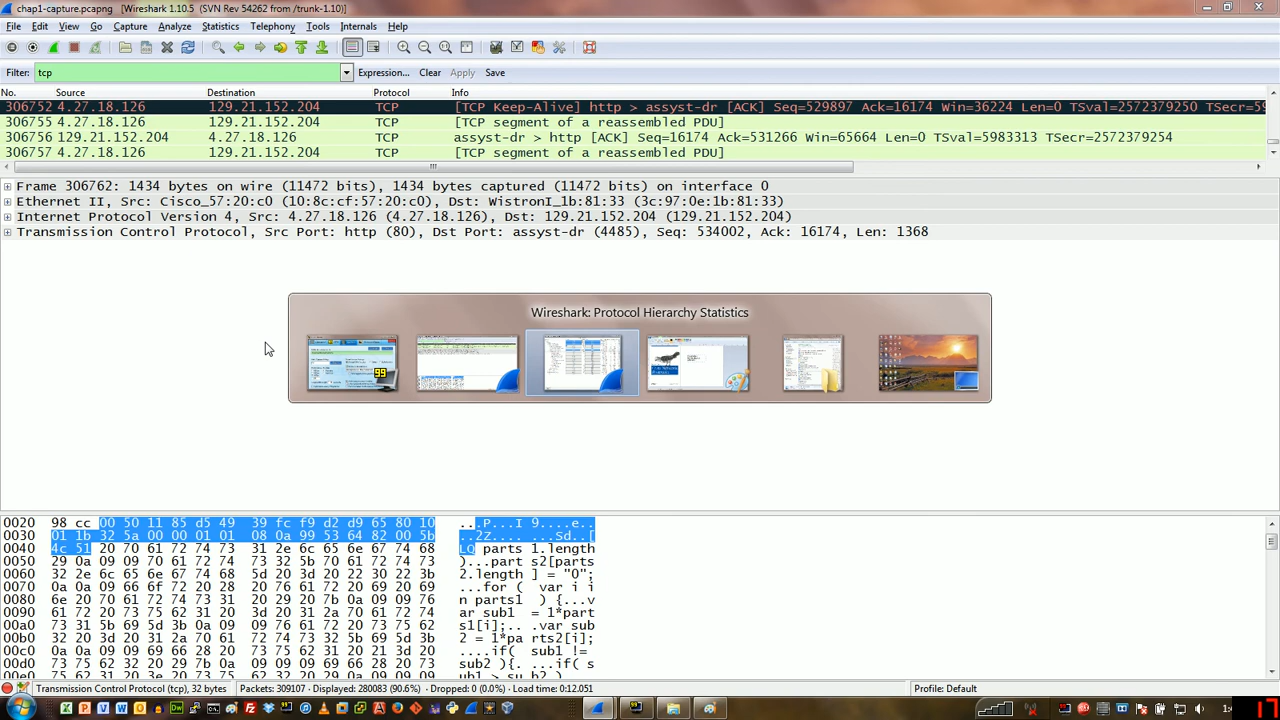 chap1-capture.pcapng [Wireshark 1.10.5 (SVN Rev 54262 from /trunk-1.10)]
File Edit View Go Capture Analyze Statistics Telephony Tools Internals Help
Filter: tcp Expression... Clear Apply Save
No. Source Destination Protocol Info
306752 4.27.18.126 129.21.152.204 TCP [TCP Keep-Alive] http > assyst-dr [ACK] Seq=529897 Ack=16174 Win=36224 Len=0 TSval=2572379250 TSecr=59
306755 4.27.18.126 129.21.152.204 TCP [TCP segment of a reassembled PDU]
306756 129.21.152.204 4.27.18.126 TCP assyst-dr > http [ACK] Seq=16174 Ack=531266 Win=65664 Len=0 TSval=5983313 TSecr=2572379254
306757 4.27.18.126 129.21.152.204 TCP [TCP segment of a reassembled PDU]
Frame 306762: 1434 bytes on wire (11472 bits), 1434 bytes captured (11472 bits) on interface 0
Ethernet II, Src: Cisco_57:20:c0 (10:8c:cf:57:20:c0), Dst: WistronI_1b:81:33 (3c:97:0e:1b:81:33)
Internet Protocol Version 4, Src: 4.27.18.126 (4.27.18.126), Dst: 129.21.152.204 (129.21.152.204)
Transmission Control Protocol, Src Port: http (80), Dst Port: assyst-dr (4485), Seq: 534002, Ack: 16174, Len: 1368
Wireshark: Protocol Hierarchy Statistics
99
0020 98 cc 00 50 11 85 d5 49 39 fc f9 d2 d9 65 80 10 ...P...I 9....e..
0030 01 1b 32 5a 00 00 01 01 08 0a 99 53 64 82 00 5b ..2Z.... ...Sd..[
0040 4c 51 20 70 61 72 74 73 31 2e 6c 65 6e 67 74 68 LQ parts 1.length
0050 29 0a 09 09 70 61 72 74 73 32 5b 70 61 72 74 73 )...part s2[parts
0060 32 2e 6c 65 6e 67 74 68 5d 20 3d 20 22 30 22 3b 2.length ] = "0";
0070 0a 0a 09 66 6f 72 20 28 20 76 61 72 20 69 20 69 ...for ( var i i
0080 6e 20 70 61 72 74 73 31 20 29 20 7b 0a 09 09 76 n parts1 ) {...v
0090 61 72 20 73 75 62 31 20 3d 20 31 2a 70 61 72 74 ar sub1 = 1*part
00a0 73 31 5b 69 5d 3b 0a 09 09 76 61 72 20 73 75 62 s1[i];.. .var sub
00b0 32 20 3d 20 31 2a 70 61 72 74 73 32 5b 69 5d 3b 2 = 1*pa rts2[i];
00c0 0a 0a 09 09 69 66 28 20 73 75 62 31 20 21 3d 20 ....if( sub1 !=
00d0 73 75 62 32 20 29 7b 0a 09 09 09 69 66 28 20 73 sub2 ){. ...if( s
Transmission Control Protocol (tcp), 32 bytes Packets: 309107 · Displayed: 280083 (90.6%) · Dropped: 0 (0.0%) · Load time: 0:12.051 Profile: Default
17